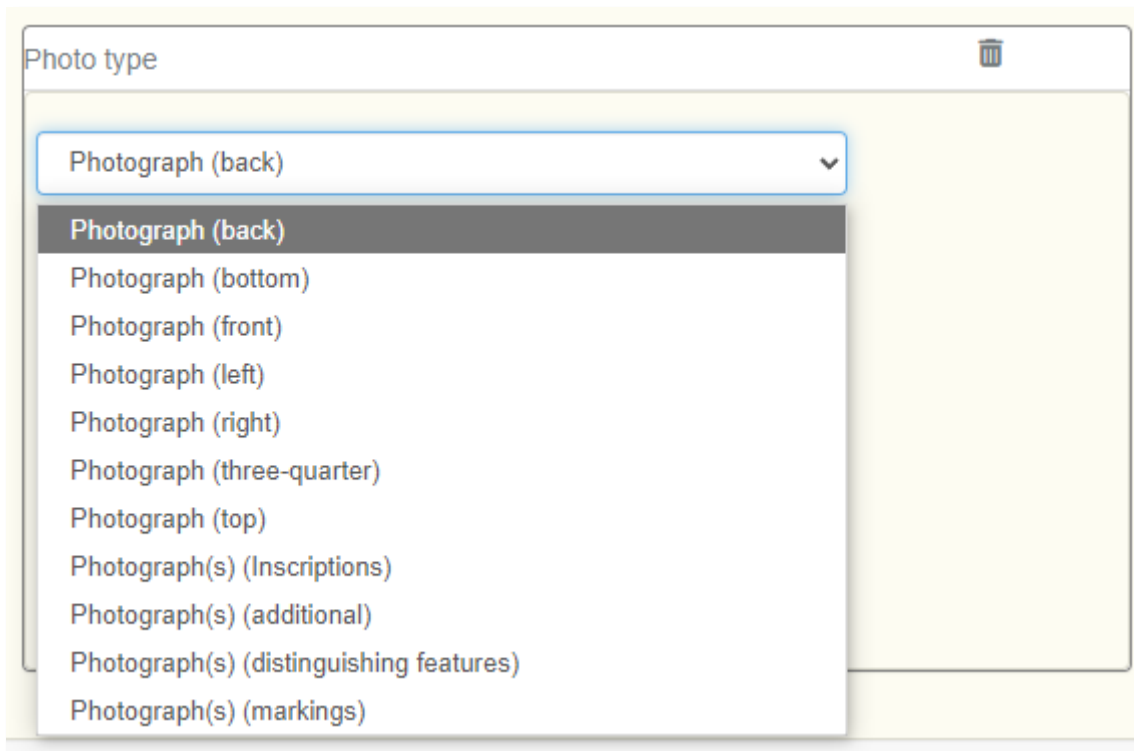 Photo type
Photograph (back)
Photograph (back)
Photograph (bottom)
Photograph (front)
Photograph (left)
Photograph (right)
Photograph (three-quarter)
Photograph (top)
Photograph(s) (Inscriptions)
Photograph(s) (additional)
Photograph(s) (distinguishing features)
Photograph(s) (markings)